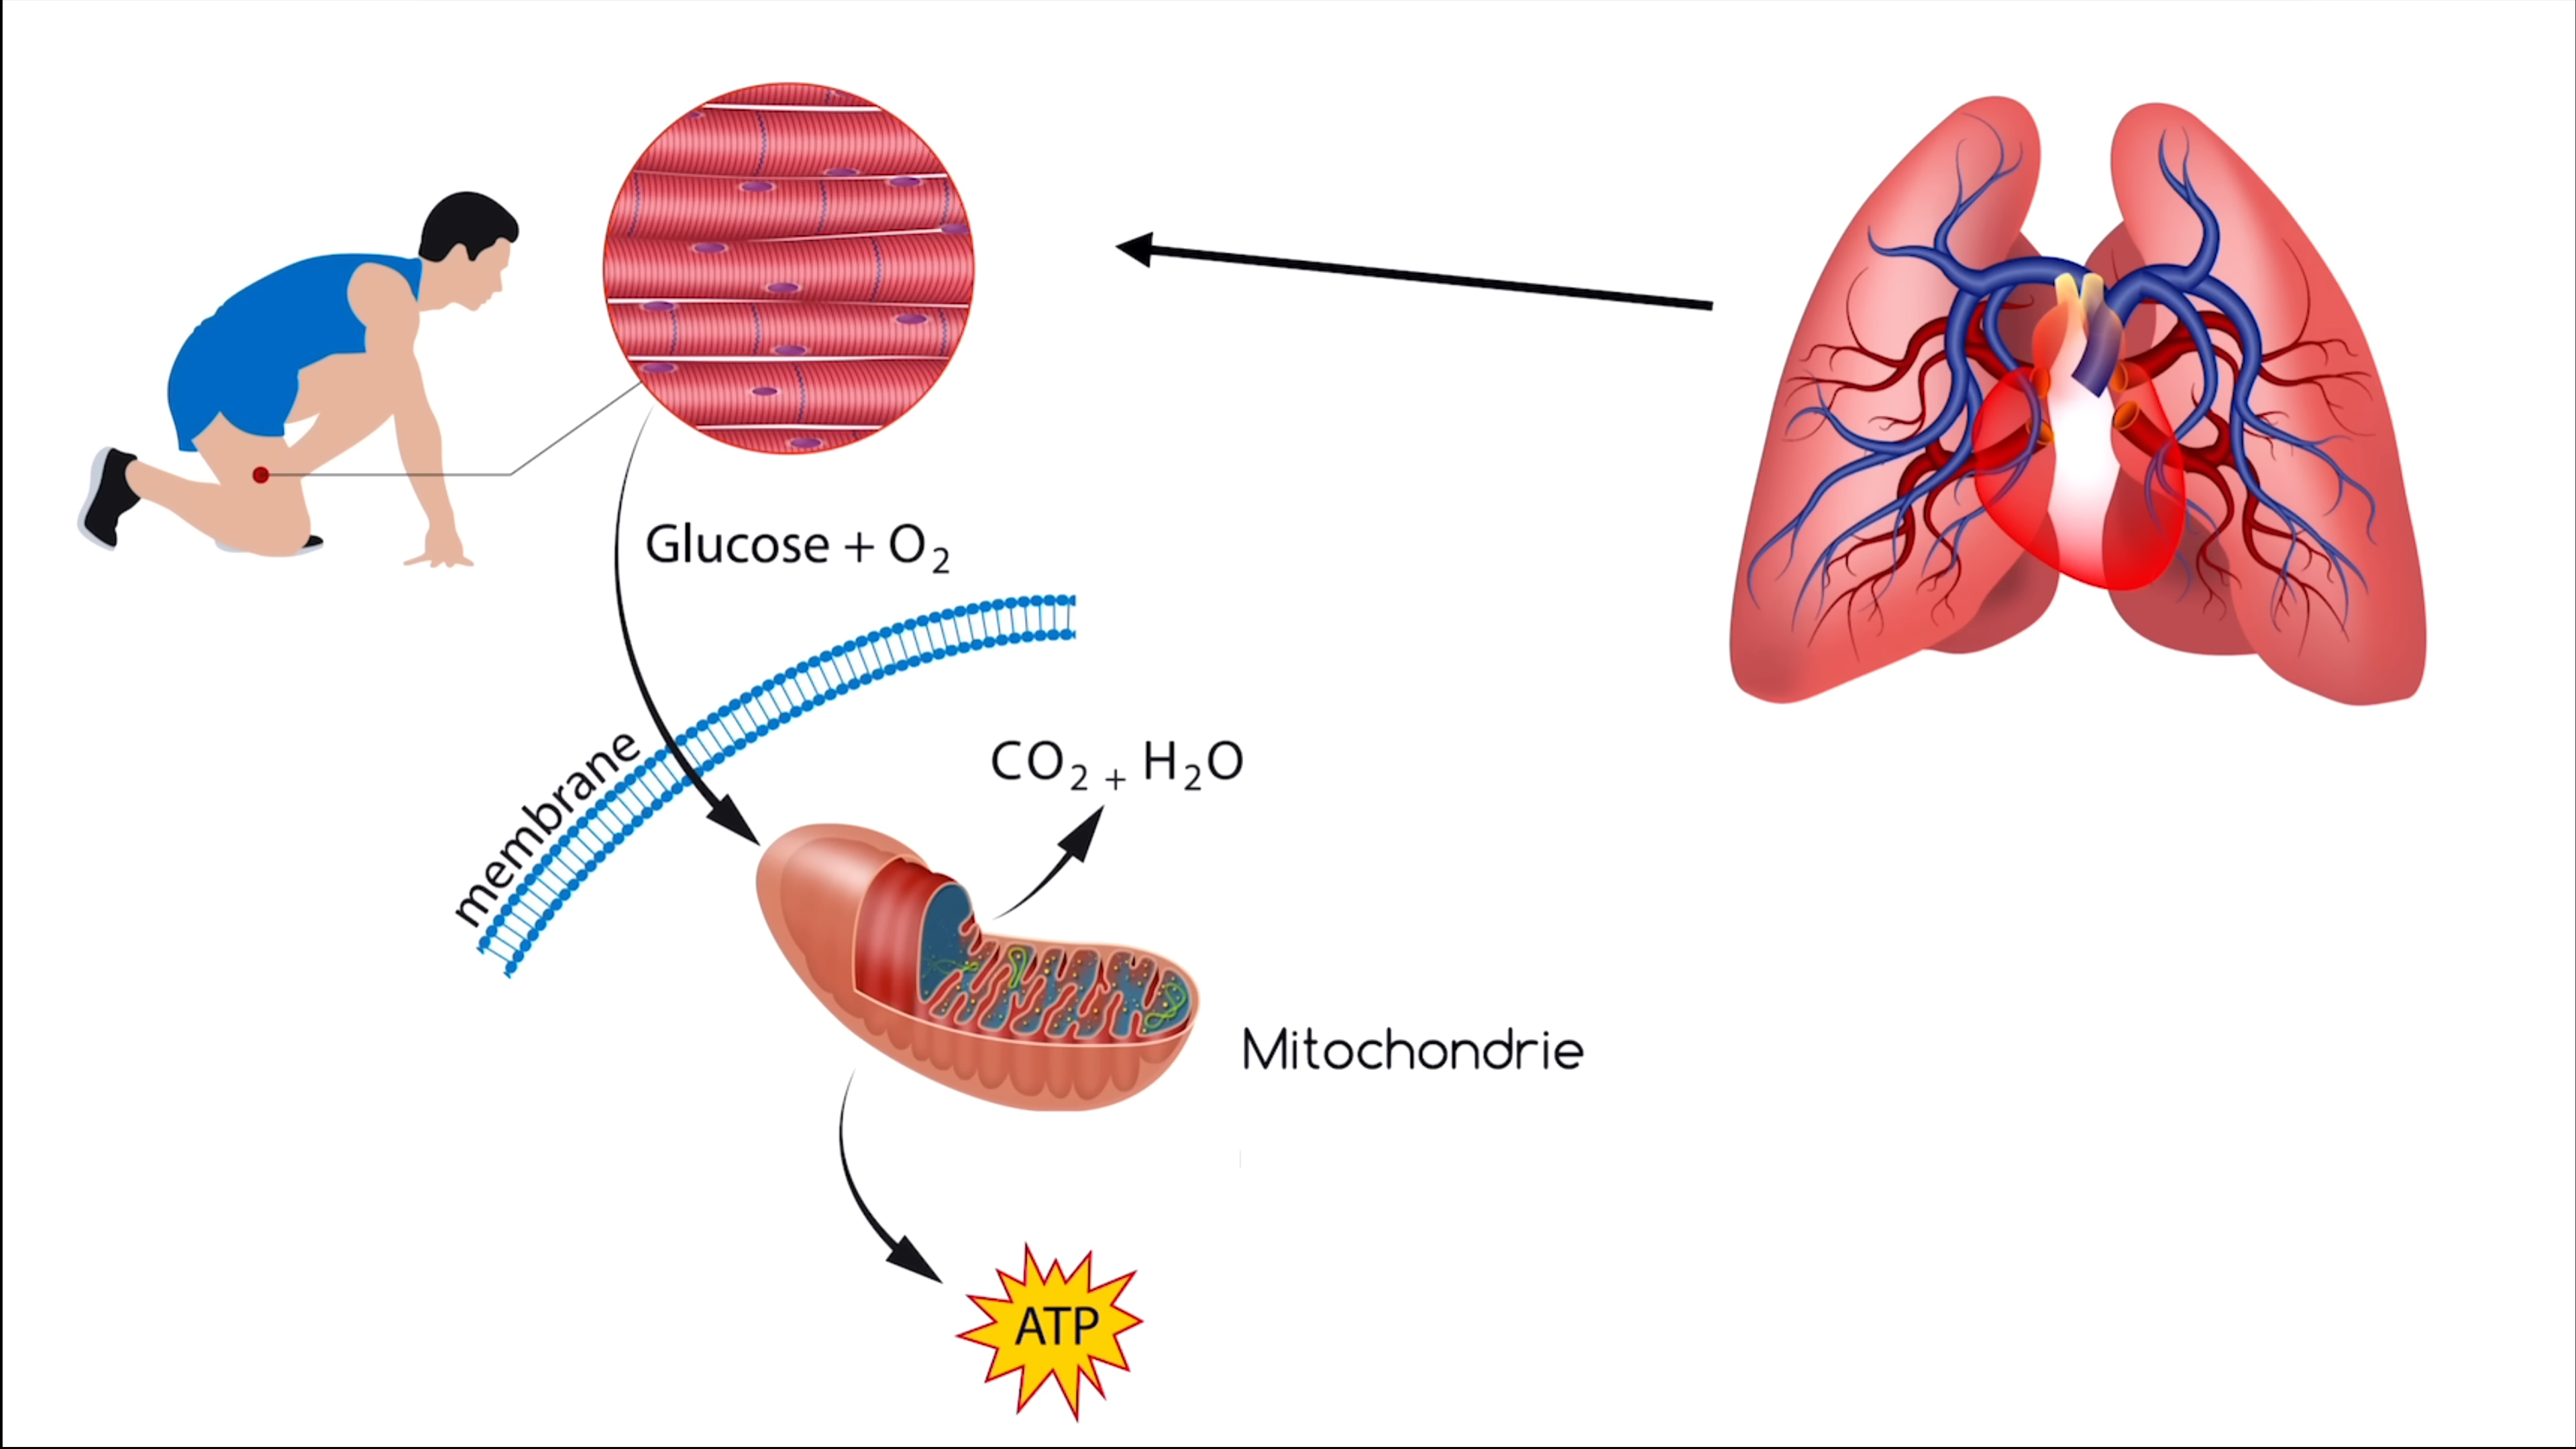 Glucose + O₂
membrane
CO₂ + H₂O
Mitochondrie
ATP